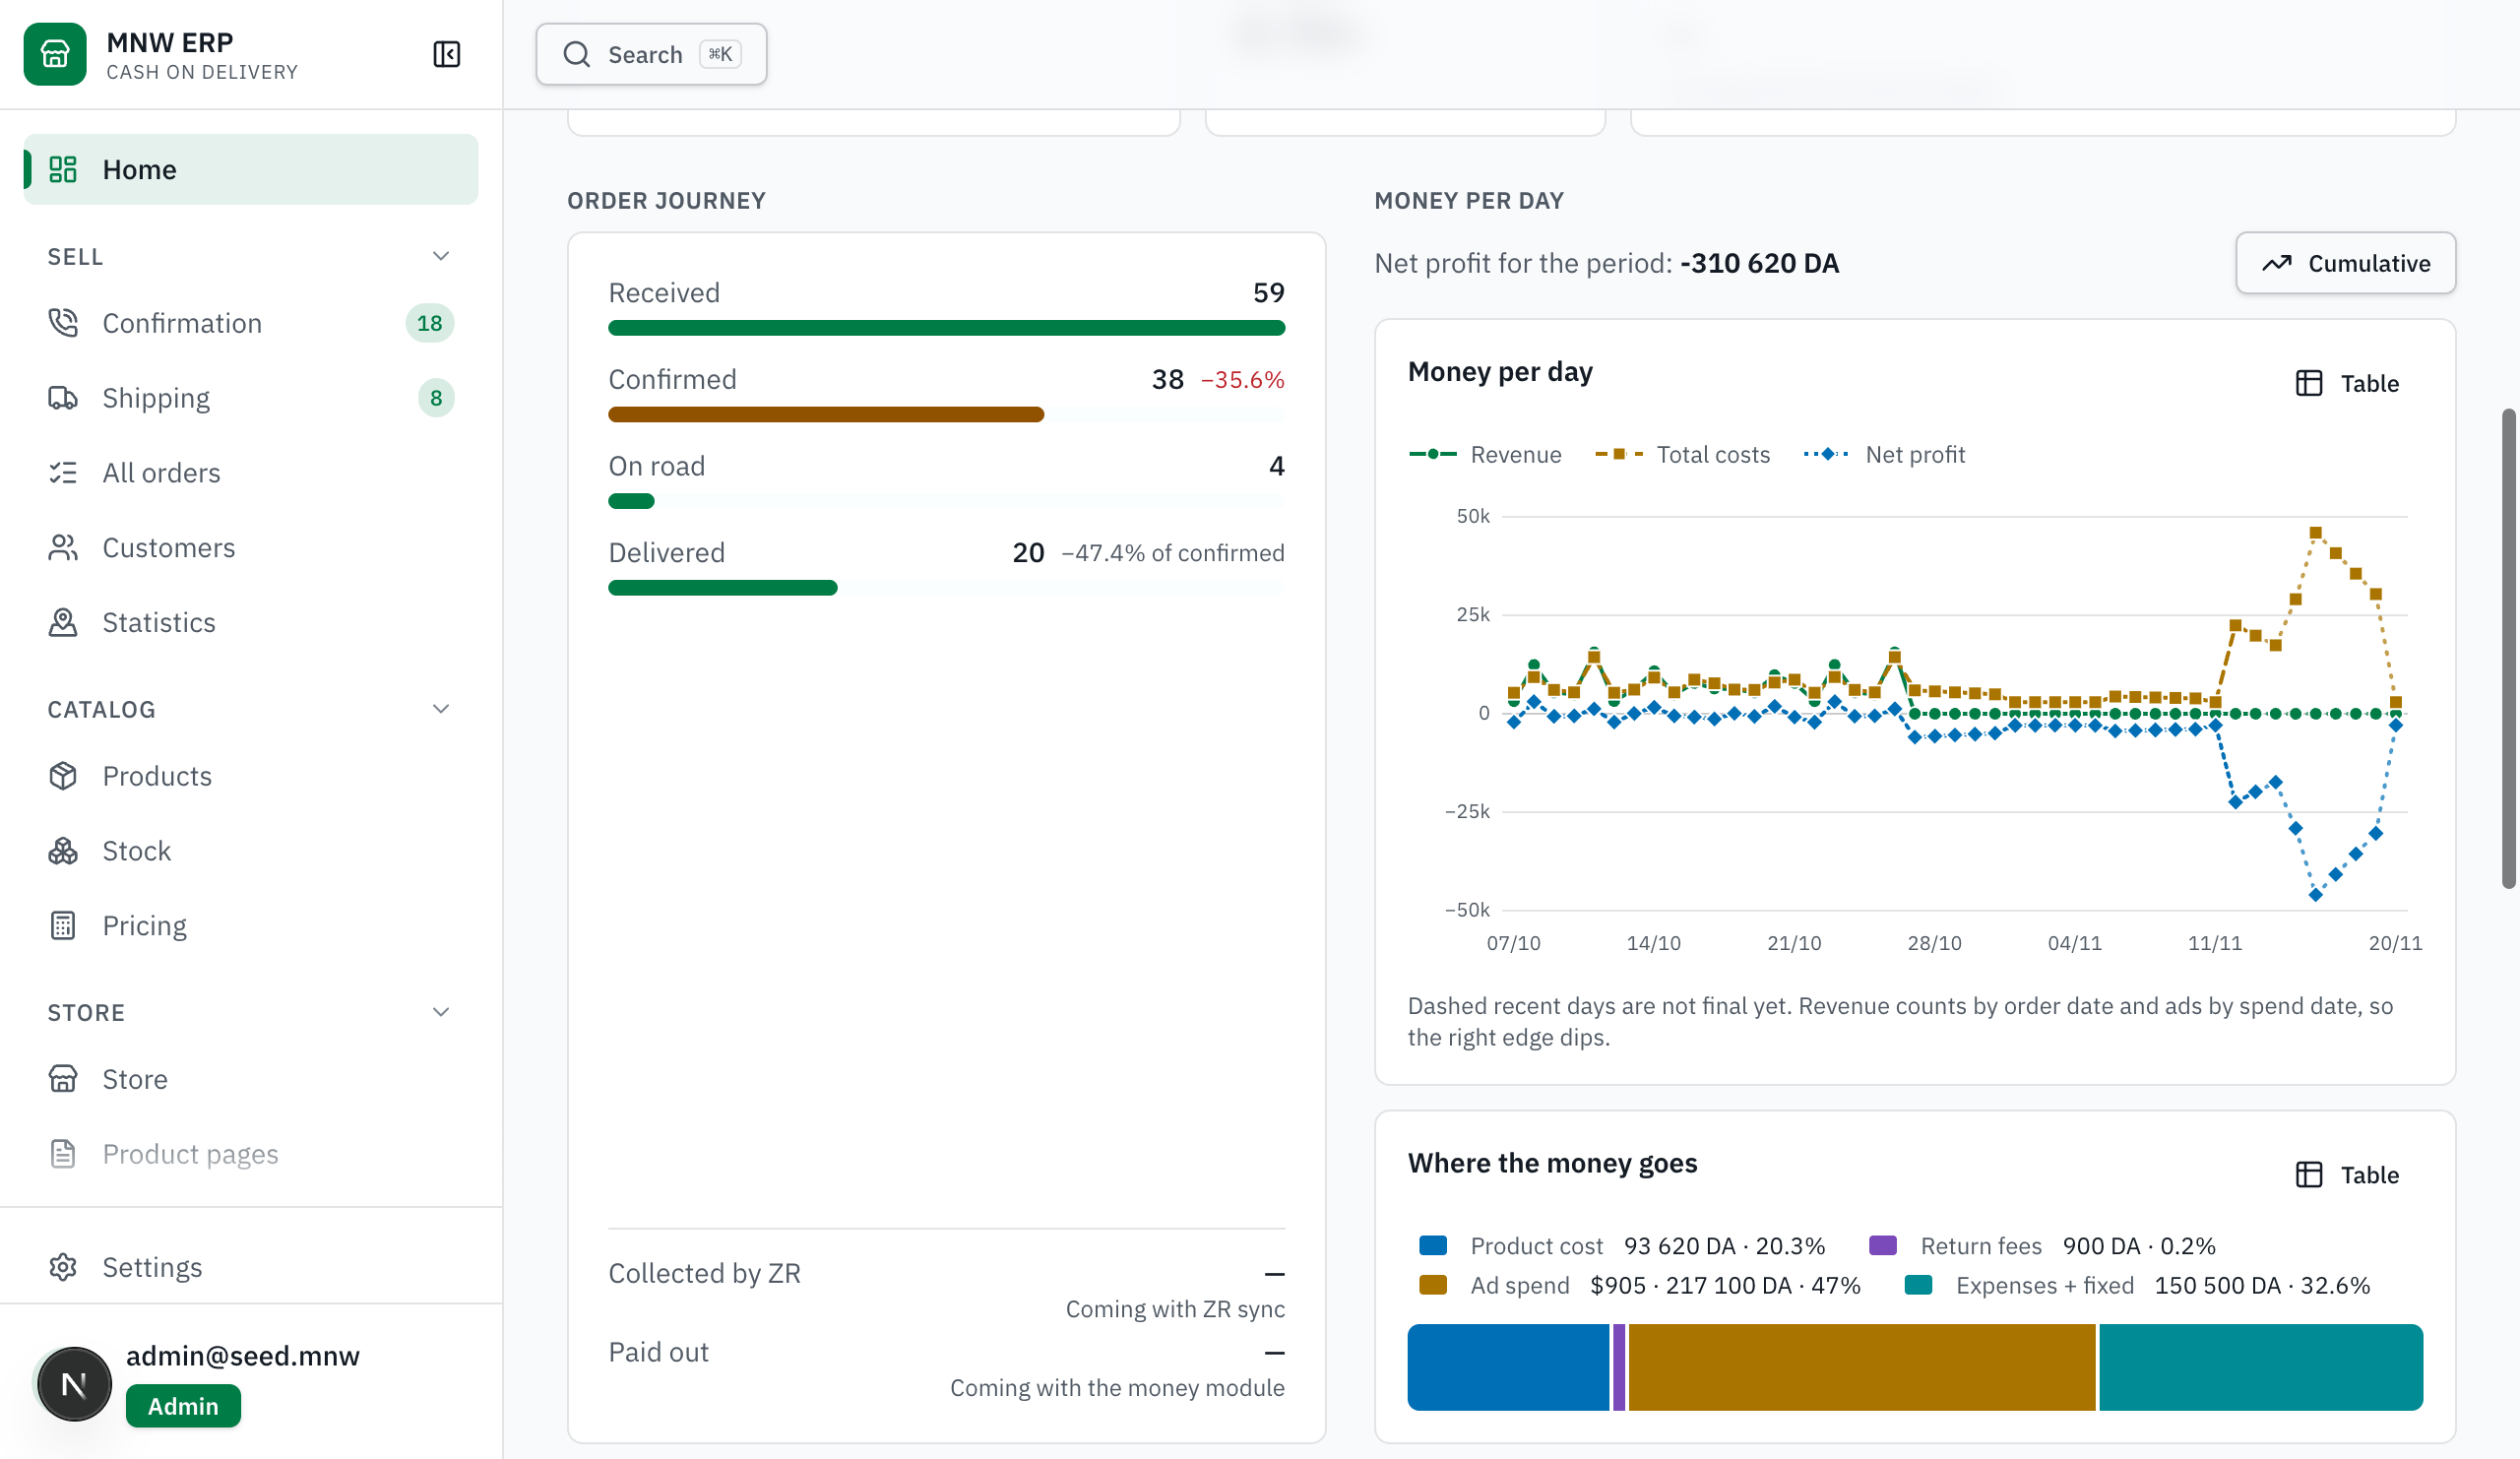 MNW ERP
CASH ON DELIVERY
Search ⌘K
Home
SELL
Confirmation 18
Shipping 8
All orders
Customers
Statistics
CATALOG
Products
Stock
Pricing
STORE
Store
Product pages
Settings
admin@seed.mnw
N
Admin
ORDER JOURNEY
Received 59
Confirmed 38 −35.6%
On road 4
Delivered 20 −47.4% of confirmed
Collected by ZR —
Coming with ZR sync
Paid out —
Coming with the money module
MONEY PER DAY
Net profit for the period: -310 620 DA
Cumulative
Money per day
Table
Revenue Total costs Net profit
50k
25k
0
−25k
−50k
07/10 14/10 21/10 28/10 04/11 11/11 20/11
Dashed recent days are not final yet. Revenue counts by order date and ads by spend date, so
the right edge dips.
Where the money goes
Table
Product cost 93 620 DA · 20.3% Return fees 900 DA · 0.2%
Ad spend $905 · 217 100 DA · 47% Expenses + fixed 150 500 DA · 32.6%